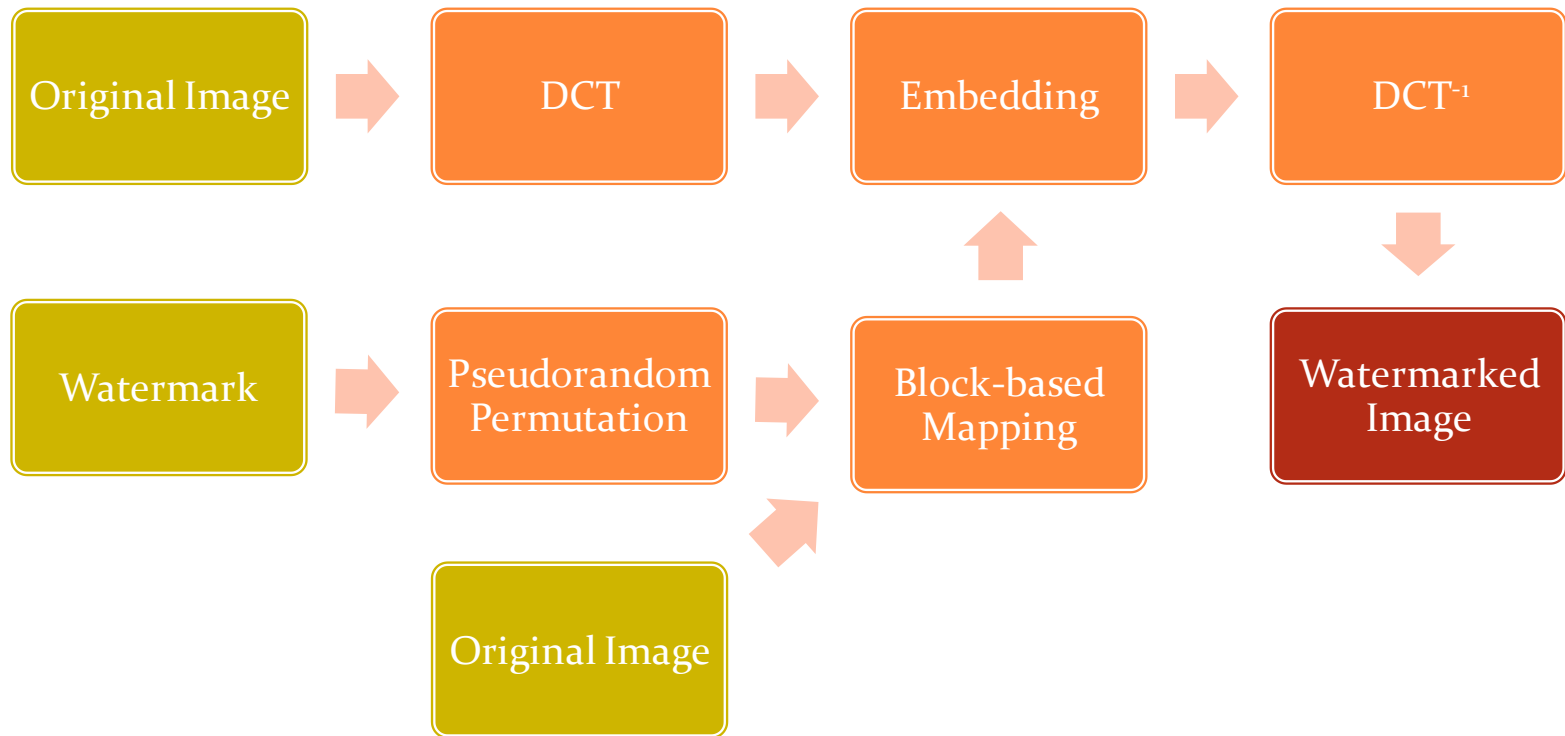 Original Image
DCT
Embedding
DCT⁻¹
Watermark
Pseudorandom
Permutation
Block-based
Mapping
Watermarked
Image
Original Image